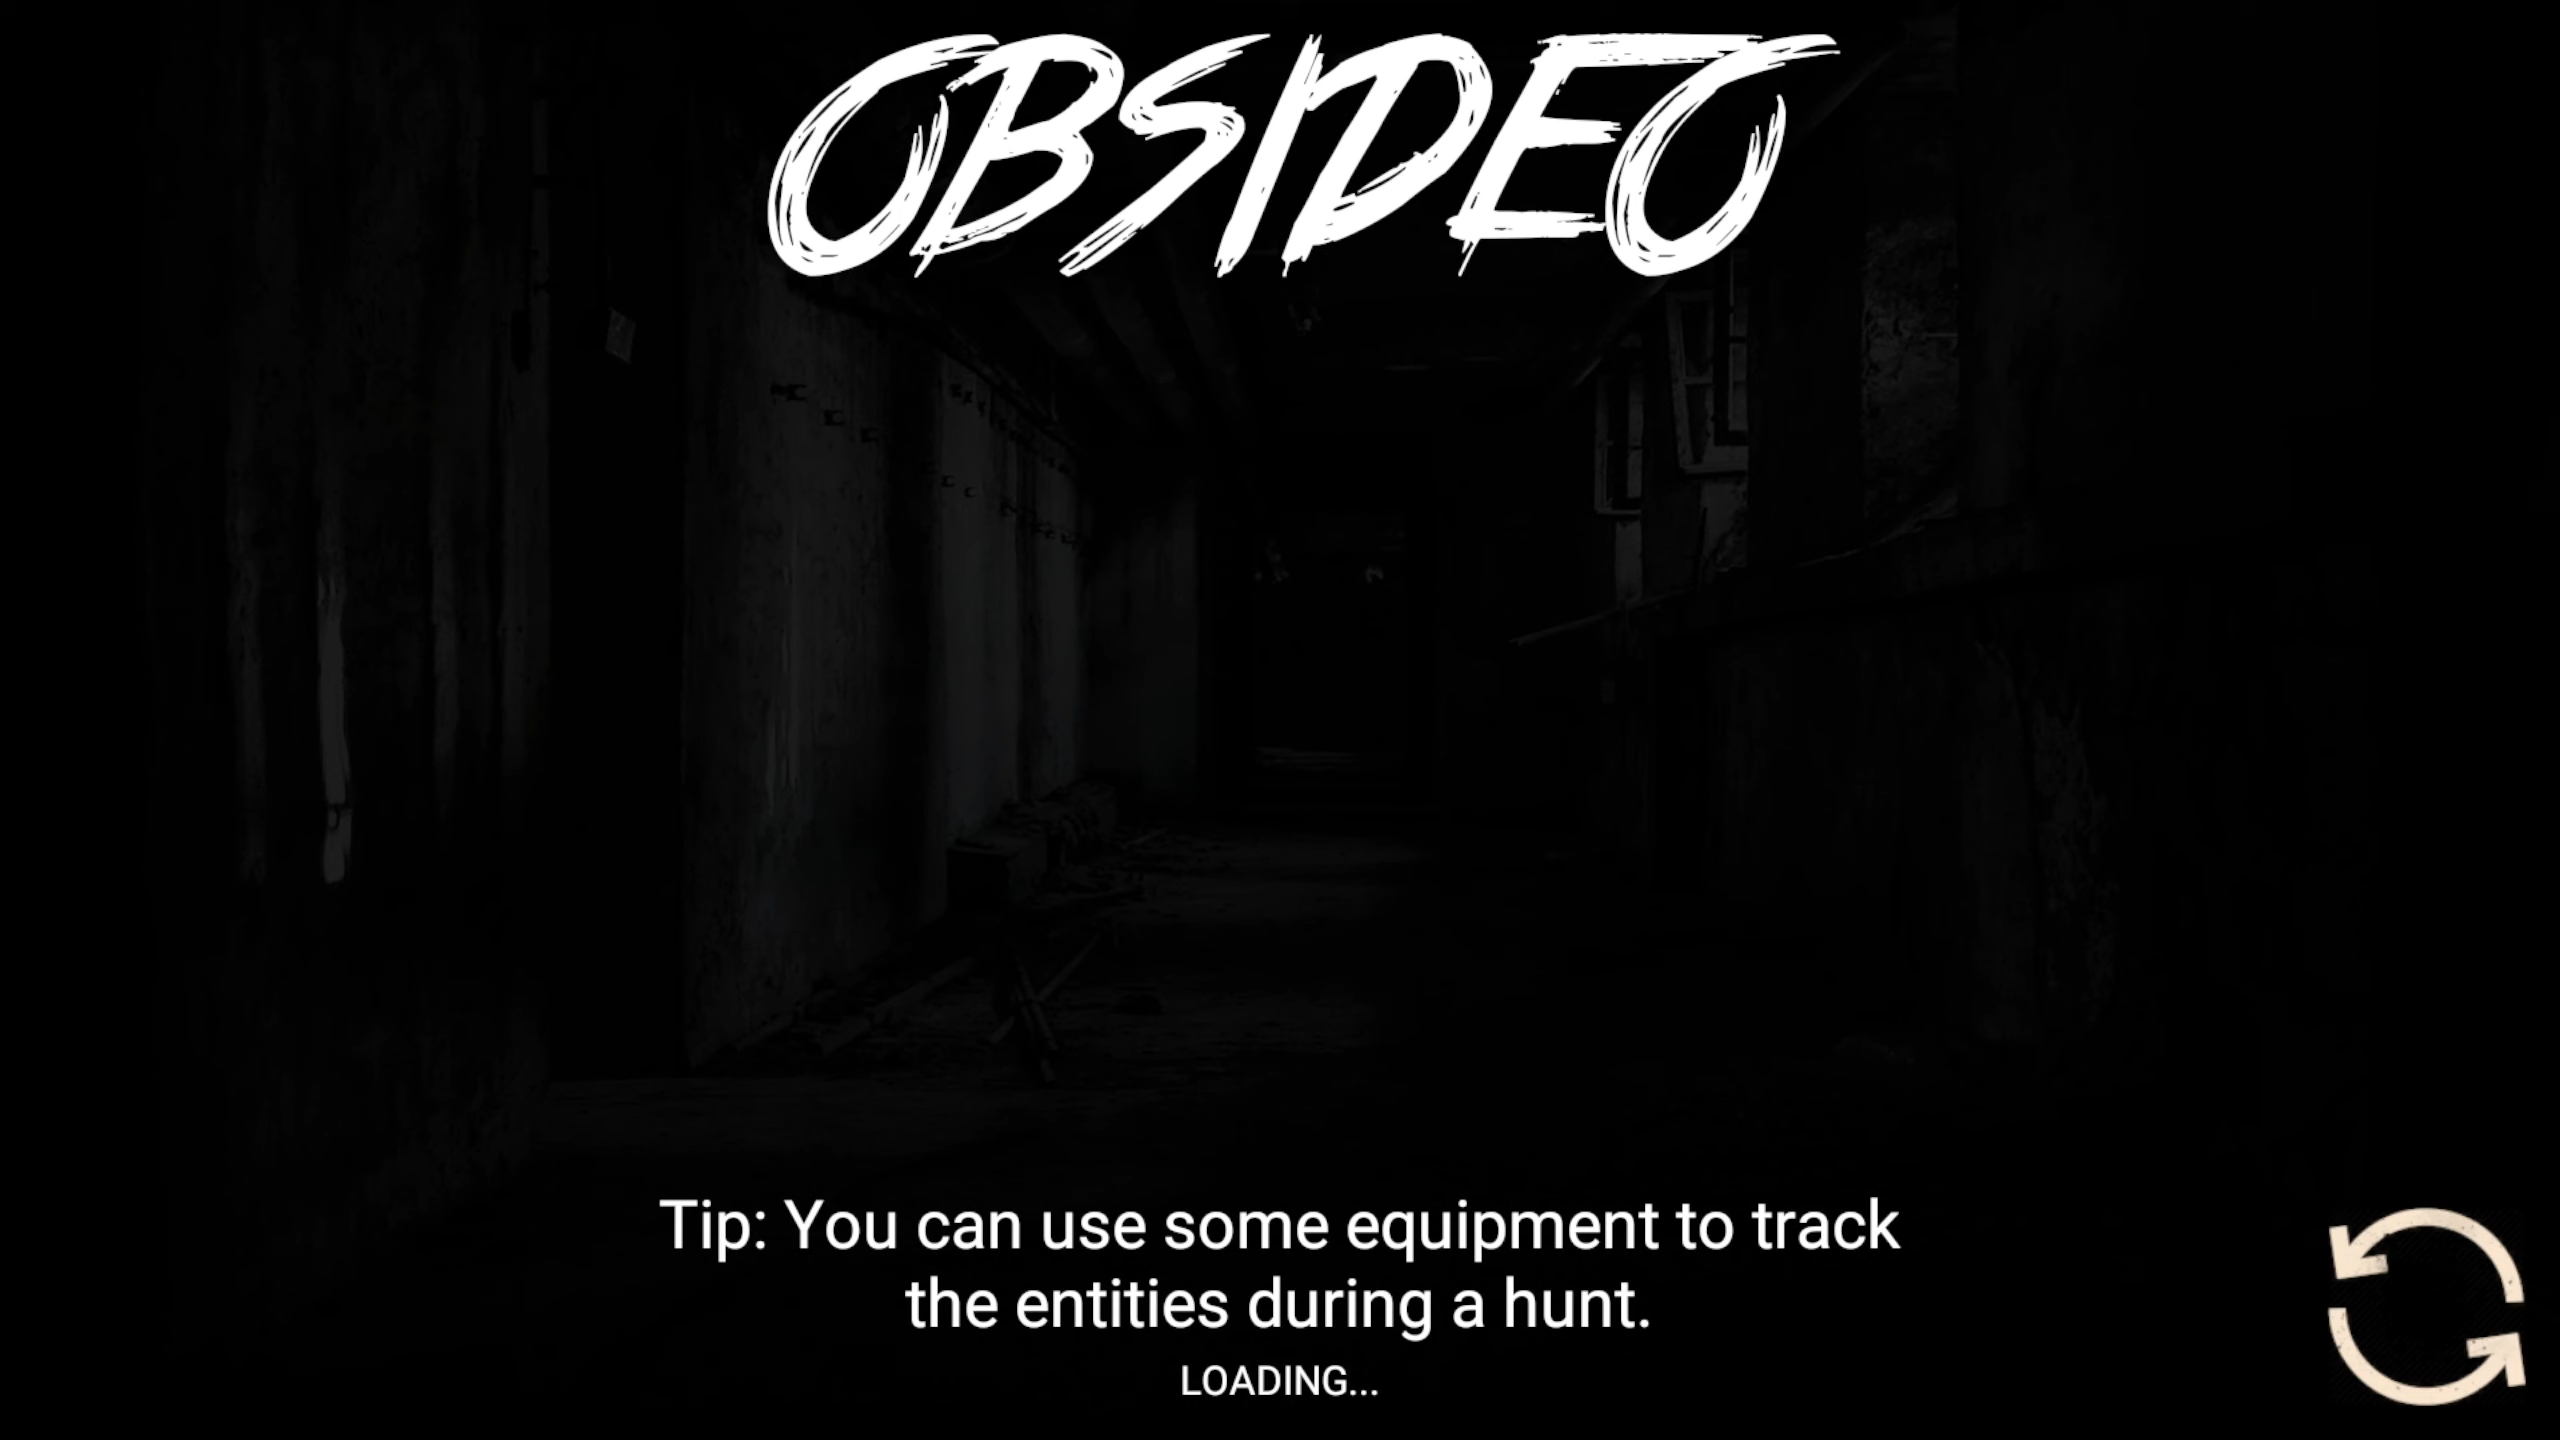 OBSIDEO
Tip: You can use some equipment to track
the entities during a hunt.
LOADING...